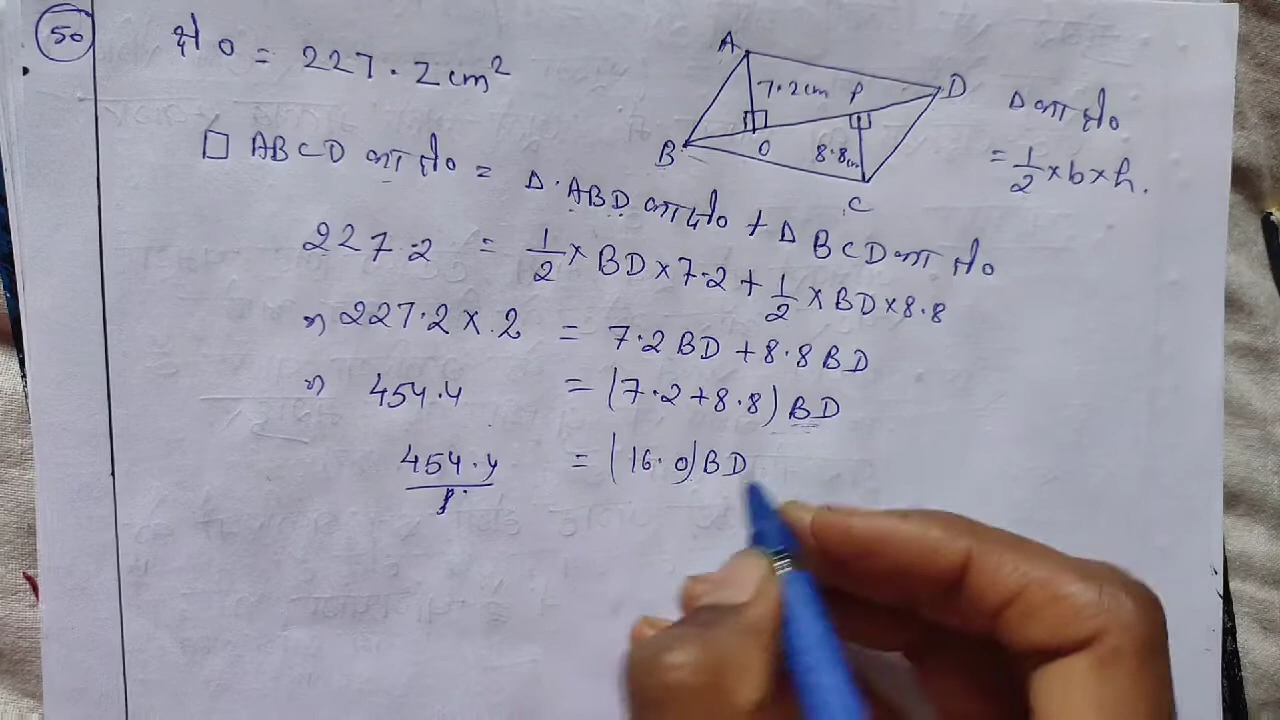 50
क्षे० = 227.2 cm²
A
D
7.2cm
P
B
O
8.8cm
C
Δ का क्षे०
= 1/2 × b × h.
□ ABCD का क्षे० = Δ ABD का क्षे० + Δ BCD का क्षे०
227.2 = 1/2 × BD × 7.2 + 1/2 × BD × 8.8
⇒ 227.2 × 2 = 7.2 BD + 8.8 BD
⇒ 454.4 = (7.2 + 8.8) BD
454.4 = (16.0) BD